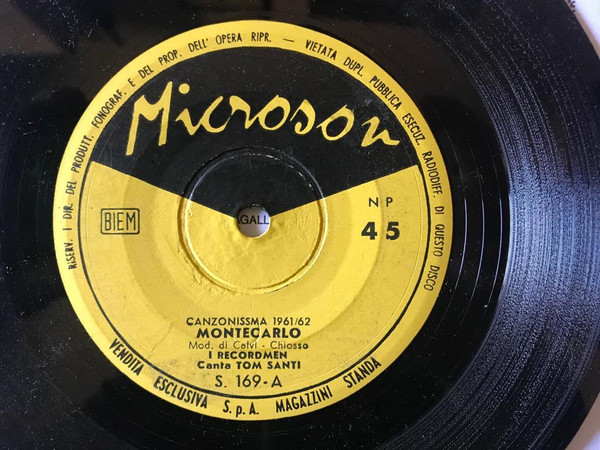 RISERV. I DIR. DEL PRODUTT. FONOGRAF. E DEL PROP. DELL' OPERA RIPR. — VIETATA DUPL. PUBBLICA ESECUZ. RADIODIFF. DI QUESTO DISCO
Microson
NP
45
BIEM
GALL
CANZONISSMA 1961/62
MONTECARLO
Mod. di Calvi - Chiosso
I RECORDMEN
Canta TOM SANTI
S. 169-A
VENDITA ESCLUSIVA S.p.A. MAGAZZINI STANDA